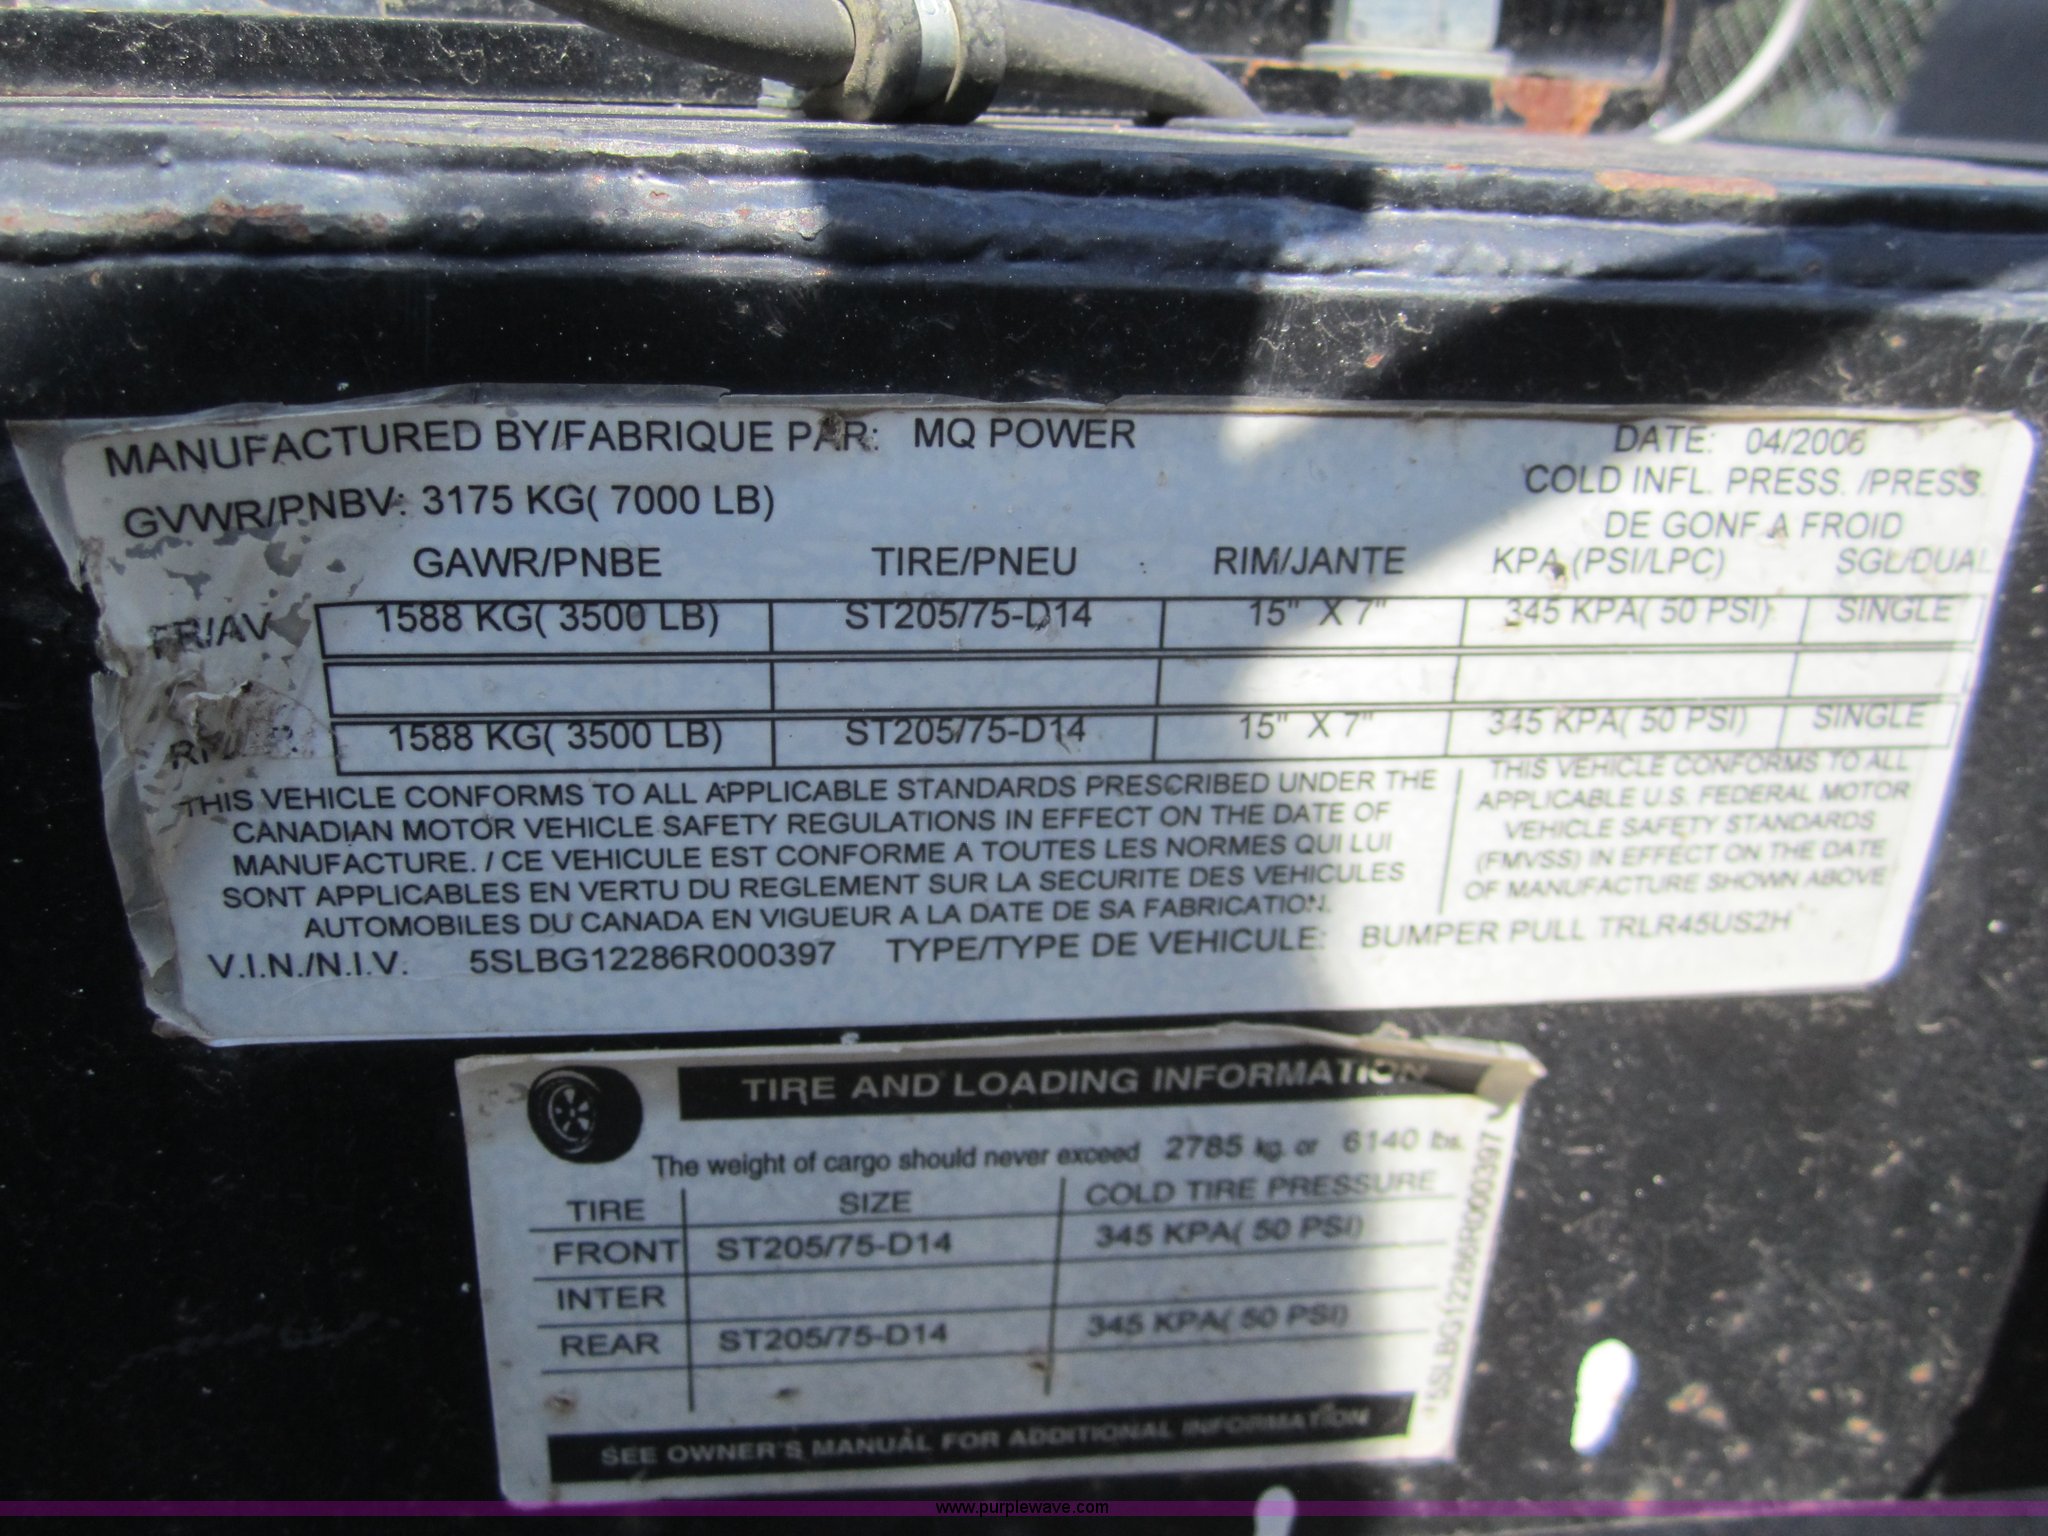 MANUFACTURED BY/FABRIQUE PAR: MQ POWER DATE: 04/2006
GVWR/PNBV: 3175 KG( 7000 LB) COLD INFL. PRESS. /PRESS.
DE GONF A FROID
GAWR/PNBE TIRE/PNEU RIM/JANTE KPA (PSI/LPC) SGL/DUAL
FR/AV 1588 KG( 3500 LB) ST205/75-D14 15" X 7" 345 KPA( 50 PSI) SINGLE
1588 KG( 3500 LB) ST205/75-D14 15" X 7" 345 KPA( 50 PSI) SINGLE
THIS VEHICLE CONFORMS TO ALL APPLICABLE STANDARDS PRESCRIBED UNDER THE
CANADIAN MOTOR VEHICLE SAFETY REGULATIONS IN EFFECT ON THE DATE OF
MANUFACTURE. / CE VEHICULE EST CONFORME A TOUTES LES NORMES QUI LUI
SONT APPLICABLES EN VERTU DU REGLEMENT SUR LA SECURITE DES VEHICULES
AUTOMOBILES DU CANADA EN VIGUEUR A LA DATE DE SA FABRICATION.
THIS VEHICLE CONFORMS TO ALL
APPLICABLE U.S. FEDERAL MOTOR
VEHICLE SAFETY STANDARDS
(FMVSS) IN EFFECT ON THE DATE
OF MANUFACTURE SHOWN ABOVE
V.I.N./N.I.V. 5SLBG12286R000397 TYPE/TYPE DE VEHICULE: BUMPER PULL TRLR45US2H
TIRE AND LOADING INFORMATION
The weight of cargo should never exceed 2785 kg. or 6140 lbs.
TIRE SIZE COLD TIRE PRESSURE
FRONT ST205/75-D14 345 KPA( 50 PSI)
INTER
REAR ST205/75-D14 345 KPA( 50 PSI)
SEE OWNER'S MANUAL FOR ADDITIONAL INFORMATION
5SLBG12286R000397
www.purplewave.com